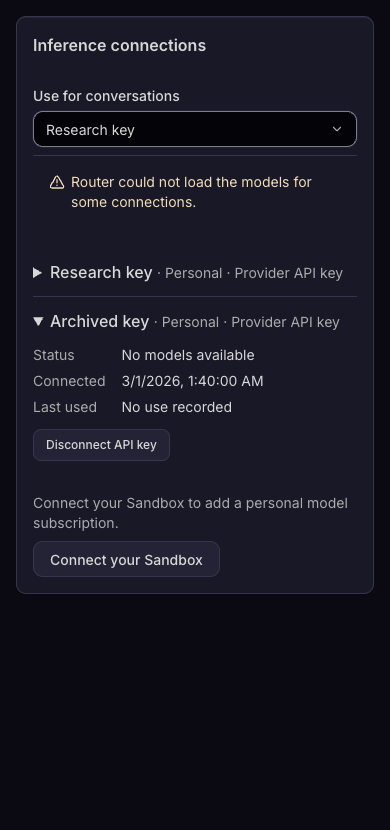 Inference connections
Use for conversations
Research key
Router could not load the models for
some connections.
Research key · Personal · Provider API key
Archived key · Personal · Provider API key
Status No models available
Connected 3/1/2026, 1:40:00 AM
Last used No use recorded
Disconnect API key
Connect your Sandbox to add a personal model
subscription.
Connect your Sandbox